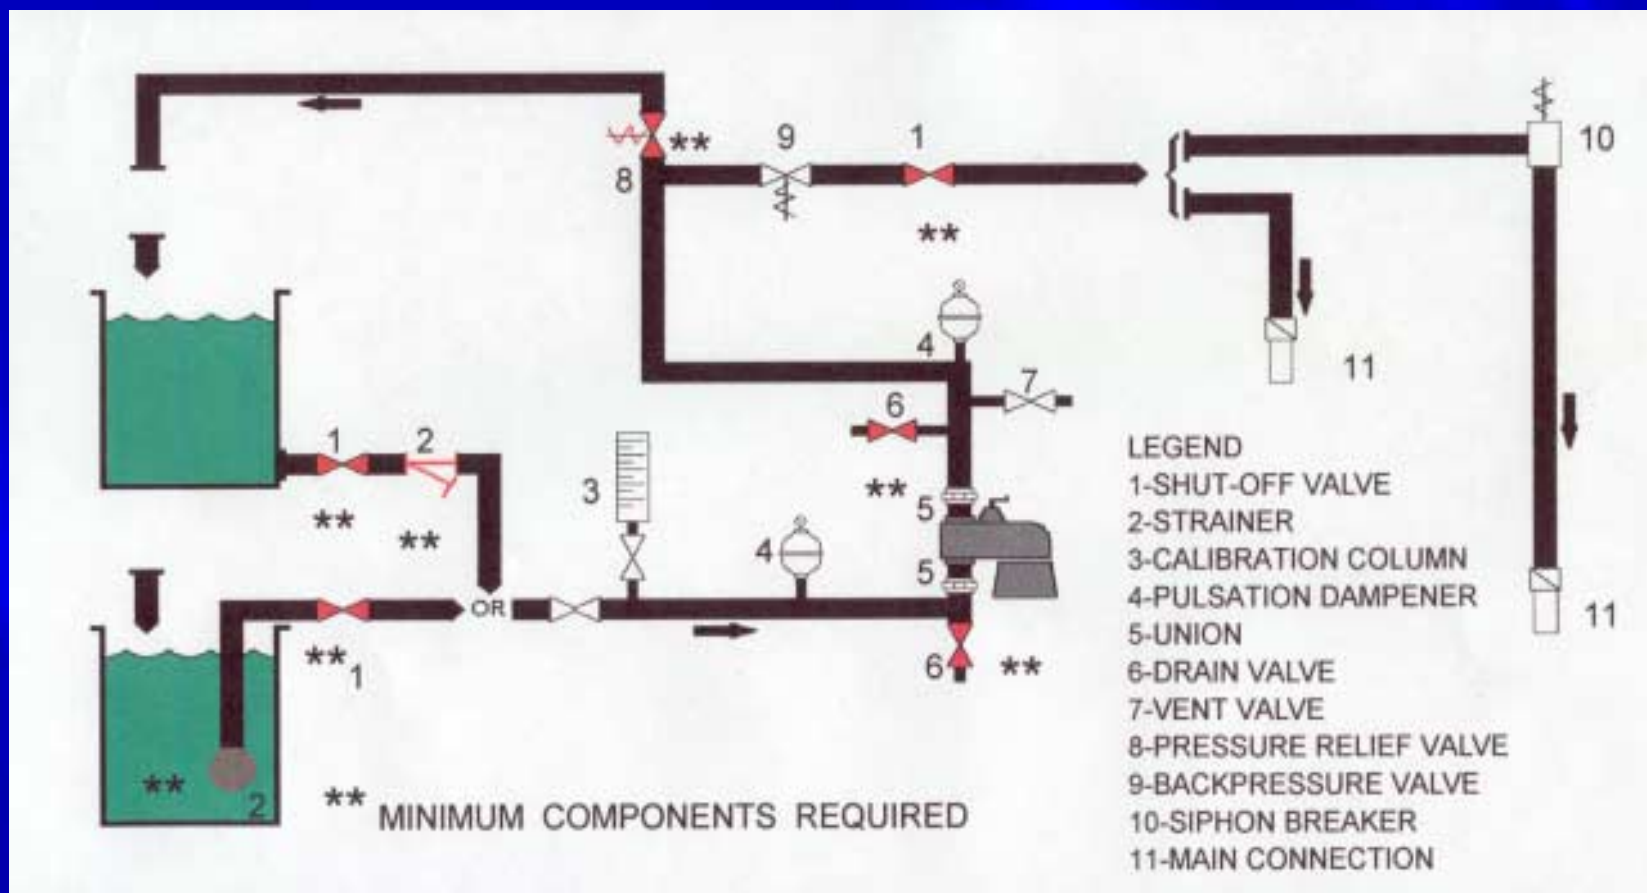 **
9
1
10
8
**
4
11
7
6
1
2
**
3
5
**
**
4
5
OR
**
1
6
**
11
**
2
** MINIMUM COMPONENTS REQUIRED
LEGEND
1-SHUT-OFF VALVE
2-STRAINER
3-CALIBRATION COLUMN
4-PULSATION DAMPENER
5-UNION
6-DRAIN VALVE
7-VENT VALVE
8-PRESSURE RELIEF VALVE
9-BACKPRESSURE VALVE
10-SIPHON BREAKER
11-MAIN CONNECTION